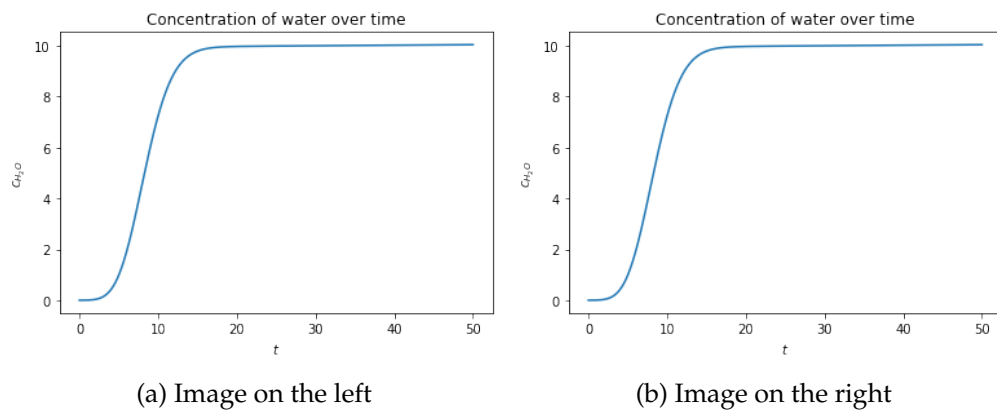 Concentration of water over time
10
8
6
4
2
0
c_{H_2O}
0 10 20 30 40 50
t
(a) Image on the left
Concentration of water over time
10
8
6
4
2
0
c_{H_2O}
0 10 20 30 40 50
t
(b) Image on the right